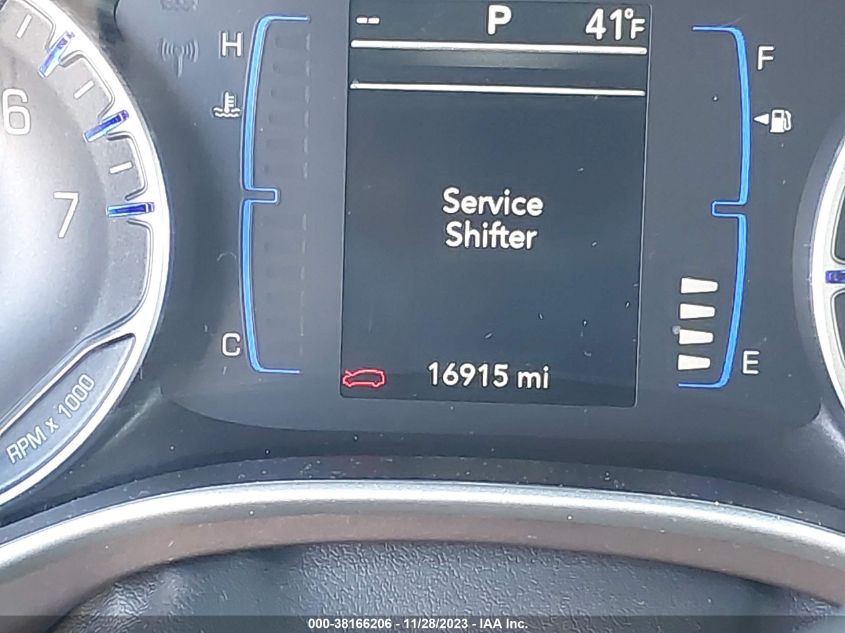 -- P 41°F
H
F
6
7
Service
Shifter
C
E
16915 mi
RPM x 1000
000-38166206 - 11/28/2023 - IAA Inc.